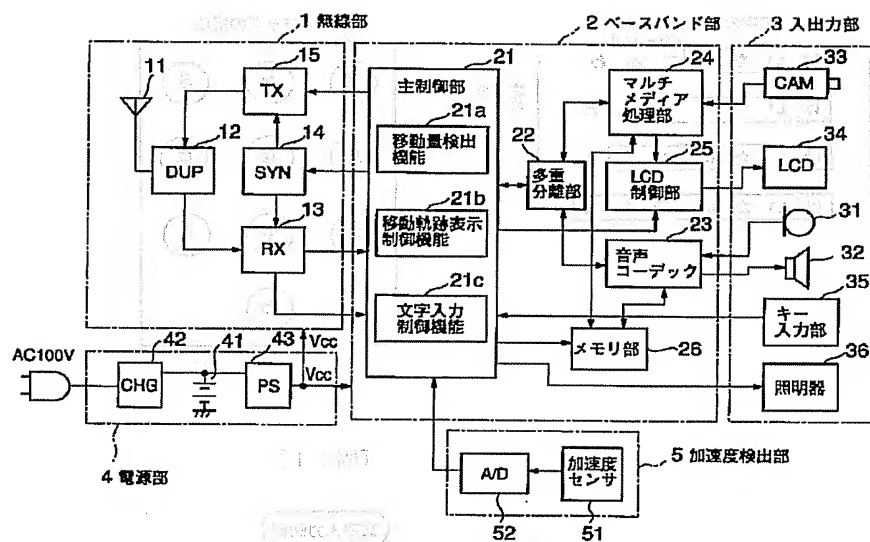 1 無線部
11
15
TX
12
DUP
14
SYN
13
RX
2 ベースバンド部
21
主制御部
21a
移動量検出
機能
21b
移動軌跡表示
制御機能
21c
文字入力
制御機能
22
多重
分離部
24
マルチ
メディア
処理部
25
LCD
制御部
23
音声
コーデック
メモリ部
26
3 入出力部
33
CAM
34
LCD
31
32
35
キー
入力部
36
照明器
AC100V
42
CHG
41
43
PS
Vcc
Vcc
4 電源部
5 加速度検出部
A/D
52
加速度
センサ
51